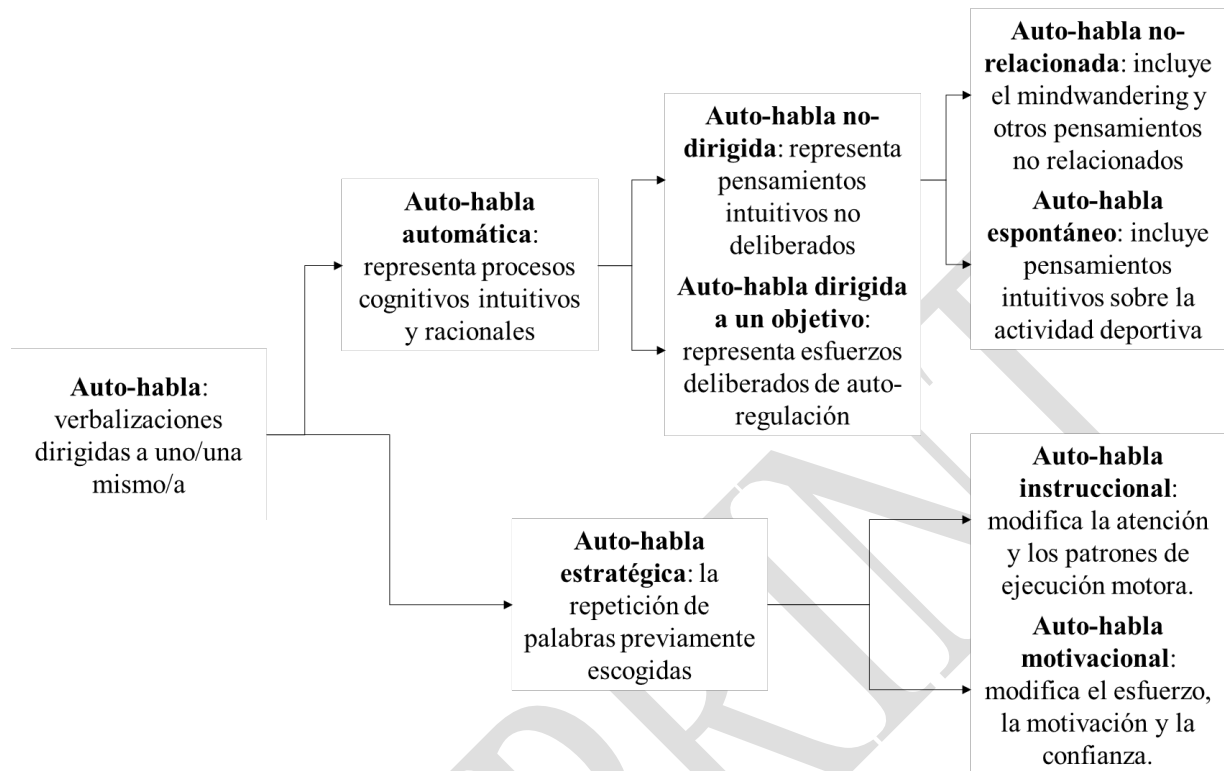 Auto-habla:
verbalizaciones
dirigidas a uno/una
mismo/a
Auto-habla
automática:
representa procesos
cognitivos intuitivos
y racionales
Auto-habla no-
dirigida: representa
pensamientos
intuitivos no
deliberados
Auto-habla dirigida
a un objetivo:
representa esfuerzos
deliberados de auto-
regulación
Auto-habla no-
relacionada: incluye
el mindwandering y
otros pensamientos
no relacionados
Auto-habla
espontáneo: incluye
pensamientos
intuitivos sobre la
actividad deportiva
Auto-habla
estratégica: la
repetición de
palabras previamente
escogidas
Auto-habla
instruccional:
modifica la atención
y los patrones de
ejecución motora.
Auto-habla
motivacional:
modifica el esfuerzo,
la motivación y la
confianza.